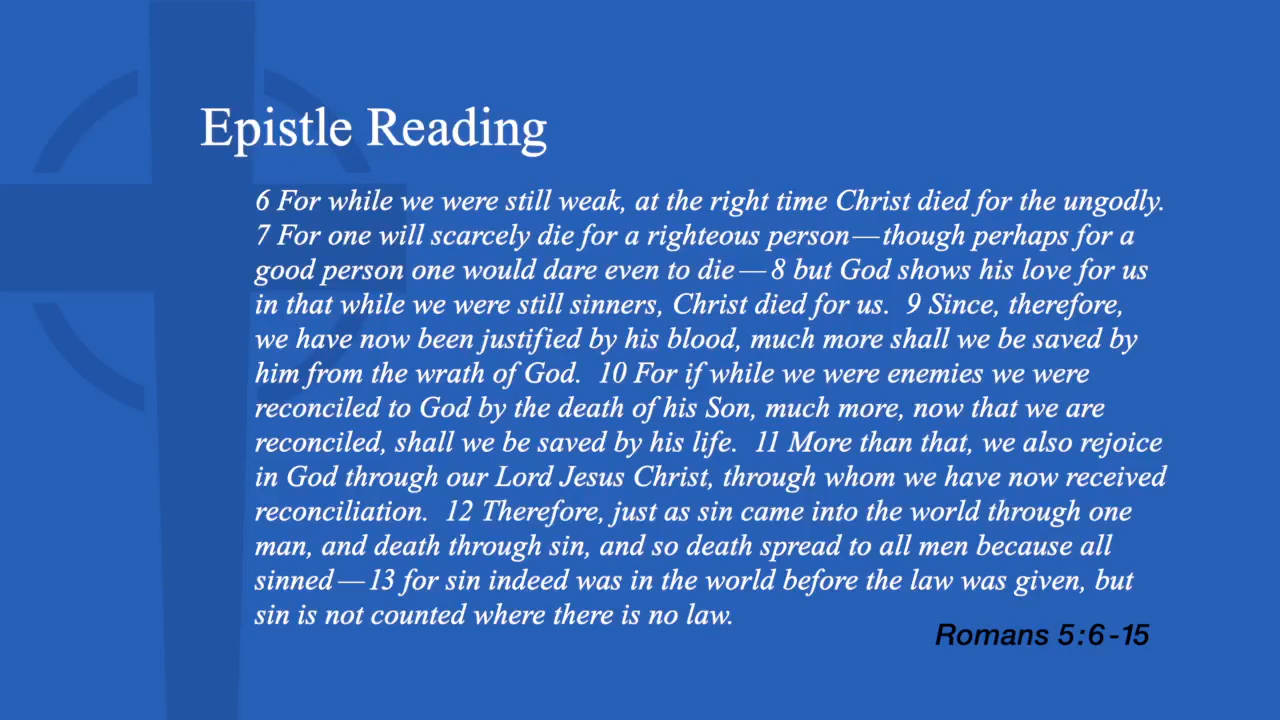 Epistle Reading
6 For while we were still weak, at the right time Christ died for the ungodly.
7 For one will scarcely die for a righteous person—though perhaps for a
good person one would dare even to die—8 but God shows his love for us
in that while we were still sinners, Christ died for us.  9 Since, therefore,
we have now been justified by his blood, much more shall we be saved by
him from the wrath of God.  10 For if while we were enemies we were
reconciled to God by the death of his Son, much more, now that we are
reconciled, shall we be saved by his life.  11 More than that, we also rejoice
in God through our Lord Jesus Christ, through whom we have now received
reconciliation.  12 Therefore, just as sin came into the world through one
man, and death through sin, and so death spread to all men because all
sinned—13 for sin indeed was in the world before the law was given, but
sin is not counted where there is no law.
Romans 5:6-15